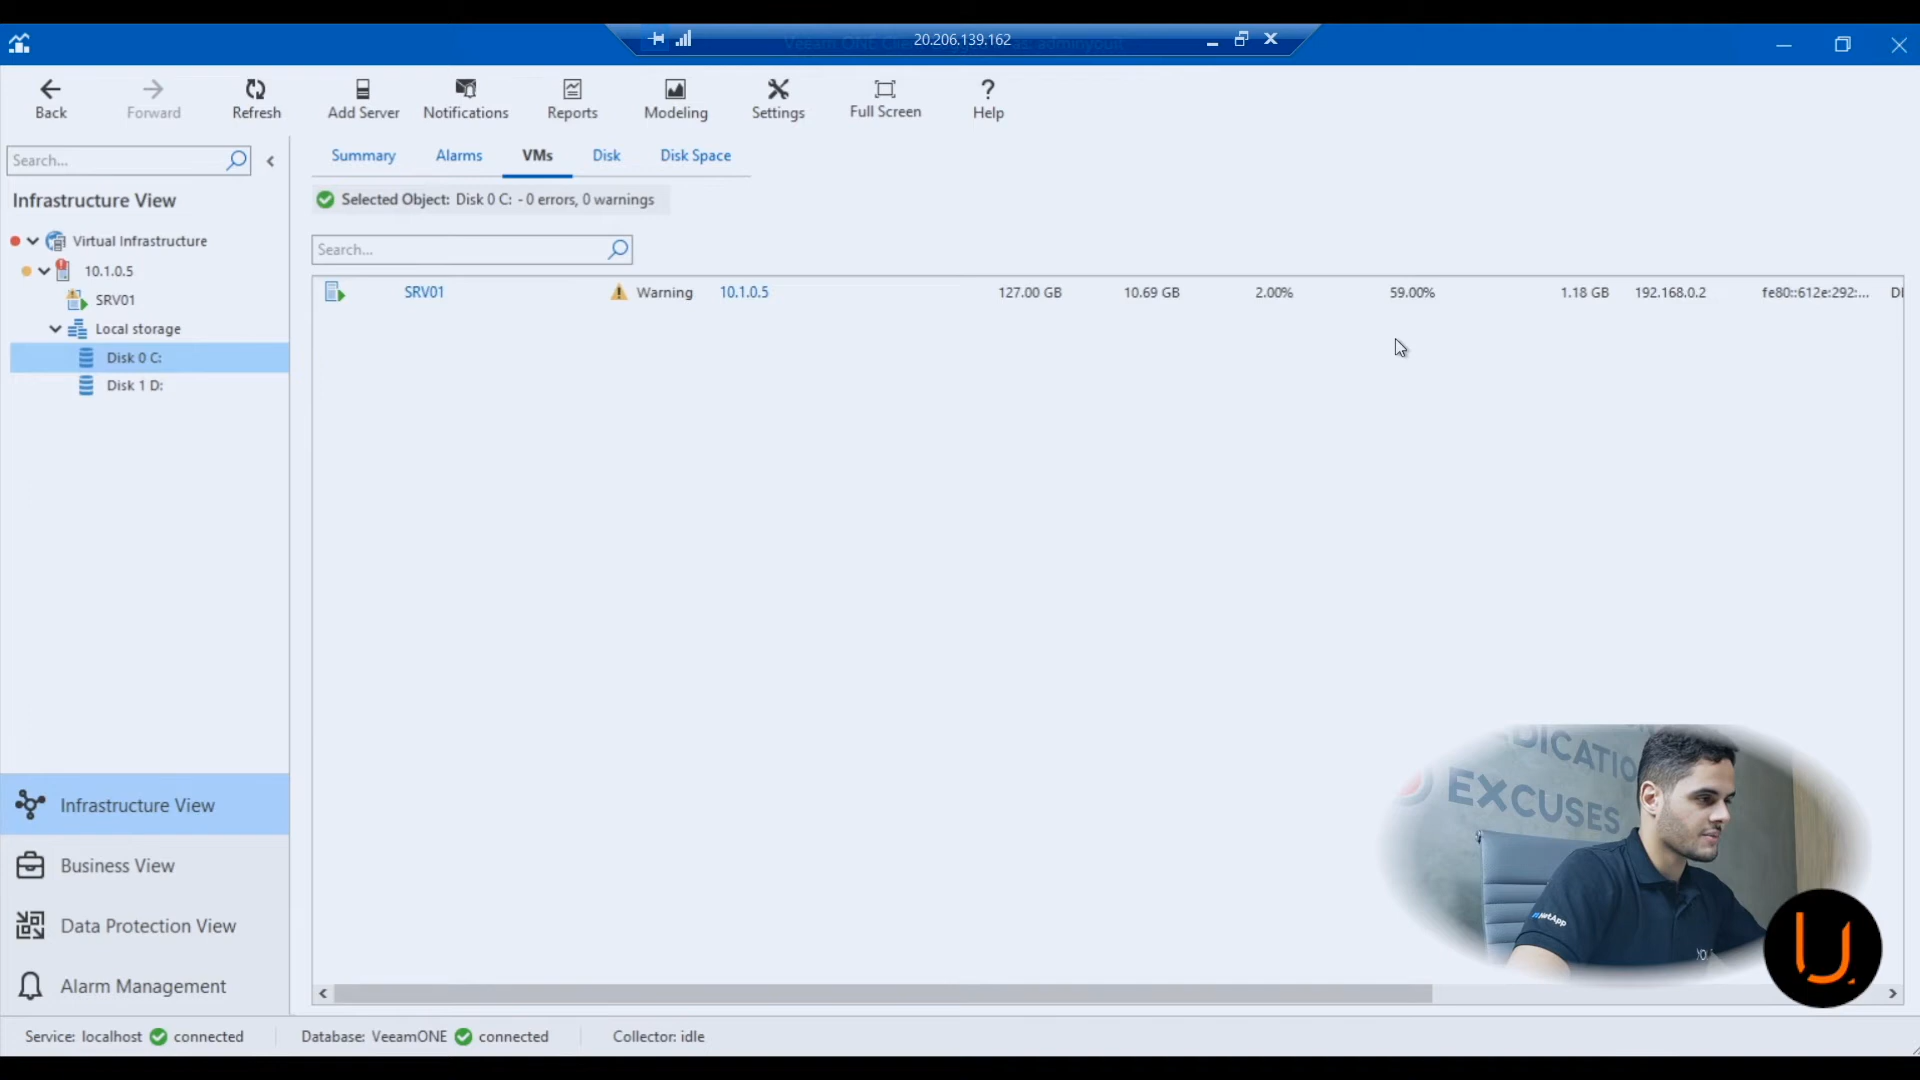 20.206.139.162
Back
Forward
Refresh
Add Server
Notifications
Reports
Modeling
Settings
Full Screen
Help
Search...
Summary
Alarms
VMs
Disk
Disk Space
Infrastructure View
Selected Object: Disk 0 C: - 0 errors, 0 warnings
Search...
Virtual Infrastructure
10.1.0.5
SRV01
Local storage
Disk 0 C:
Disk 1 D:
SRV01 Warning 10.1.0.5 127.00 GB 10.69 GB 2.00% 59.00% 1.18 GB 192.168.0.2 fe80::612e:292:...
Infrastructure View
Business View
Data Protection View
Alarm Management
EXCUSES
NetApp
Service: localhost connected Database: VeeamONE connected Collector: idle